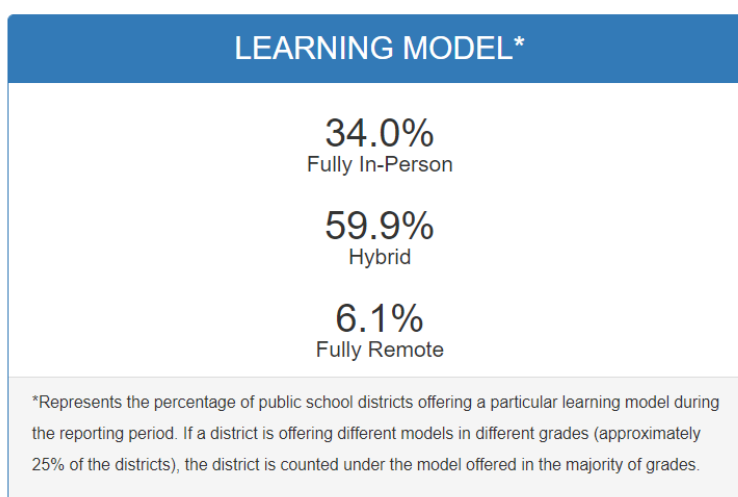 LEARNING MODEL*
34.0%
Fully In-Person
59.9%
Hybrid
6.1%
Fully Remote
*Represents the percentage of public school districts offering a particular learning model during
the reporting period. If a district is offering different models in different grades (approximately
25% of the districts), the district is counted under the model offered in the majority of grades.